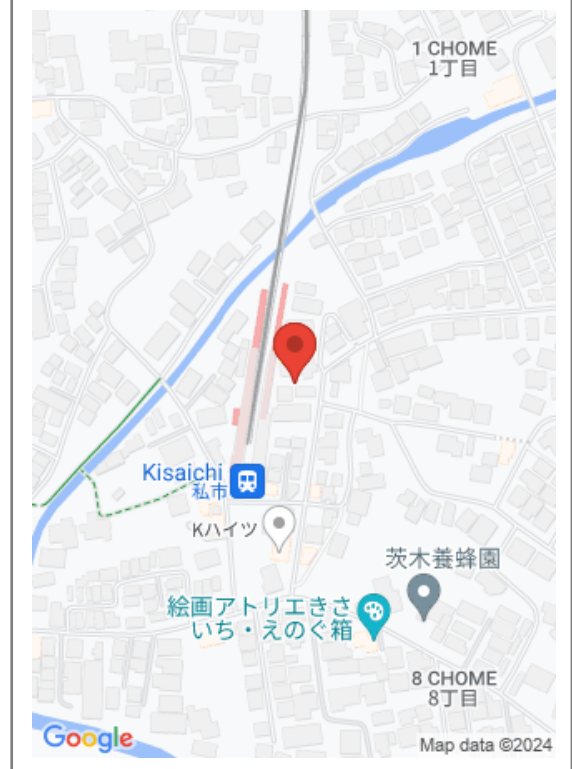 1 CHOME
1丁目
Kisaichi
私市
Kハイツ
茨木養蜂園
絵画アトリエきさ
いち・えのぐ箱
8 CHOME
8丁目
Google
Map data ©2024